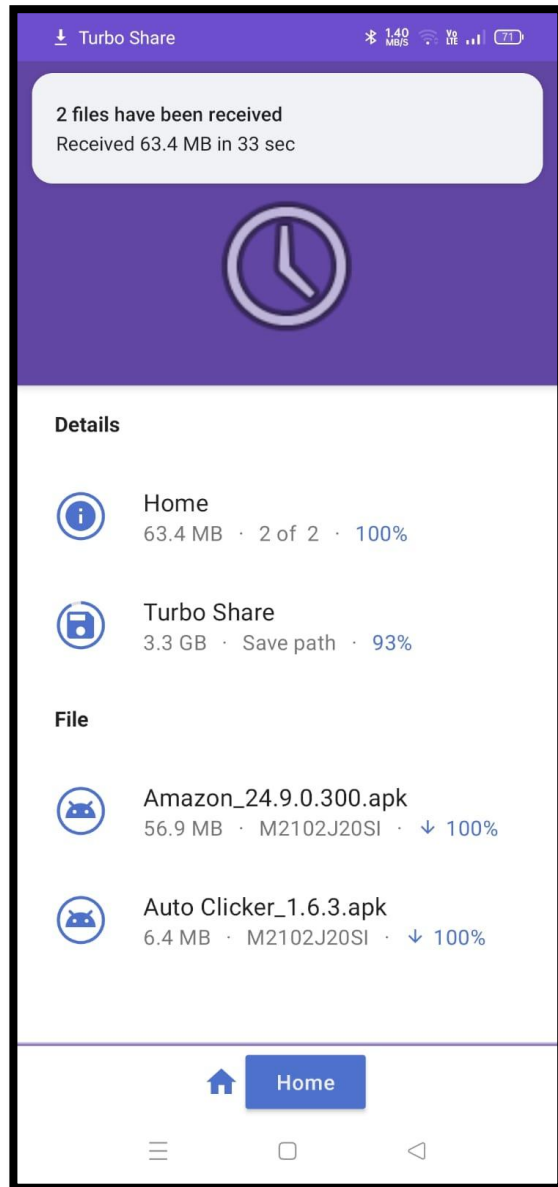 Turbo Share 1.40 MB/S Vo LTE 71
2 files have been received
Received 63.4 MB in 33 sec
Details
Home
63.4 MB · 2 of 2 · 100%
Turbo Share
3.3 GB · Save path · 93%
File
Amazon_24.9.0.300.apk
56.9 MB · M2102J20SI · ↓ 100%
Auto Clicker_1.6.3.apk
6.4 MB · M2102J20SI · ↓ 100%
Home